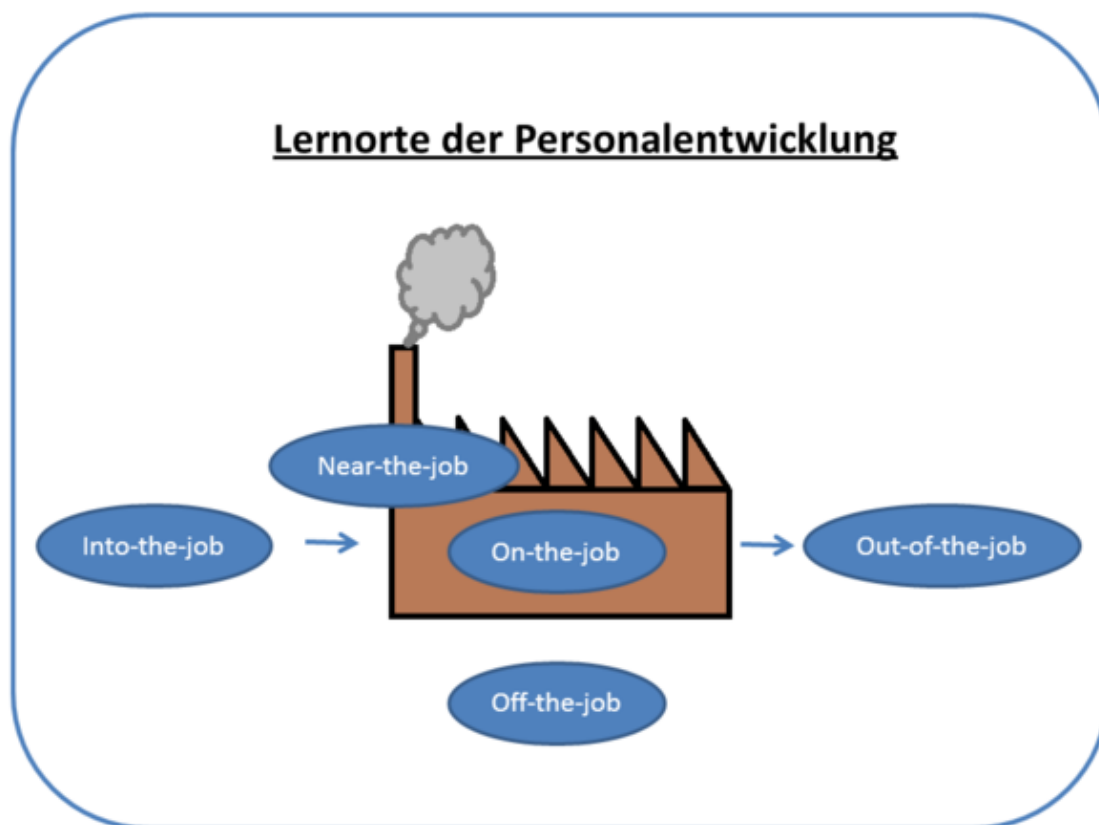 Lernorte der Personalentwicklung
Near-the-job
Into-the-job
On-the-job
Out-of-the-job
Off-the-job